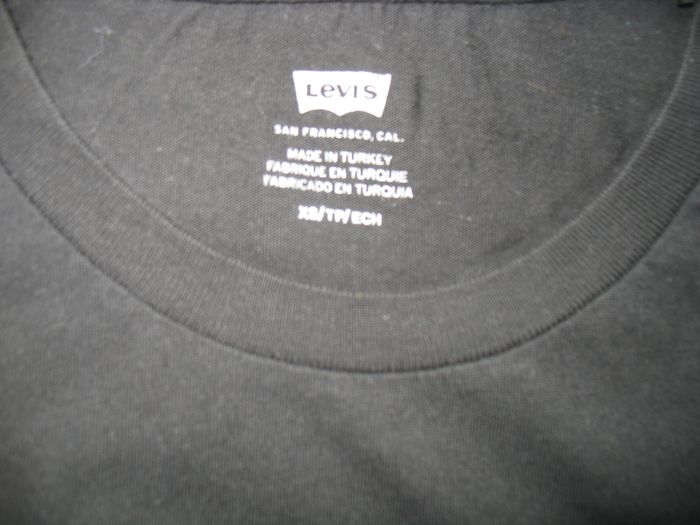 LEVI'S
SAN FRANCISCO, CAL.
MADE IN TURKEY
FABRIQUE EN TURQUIE
FABRICADO EN TURQUIA
XS/TP/ECH